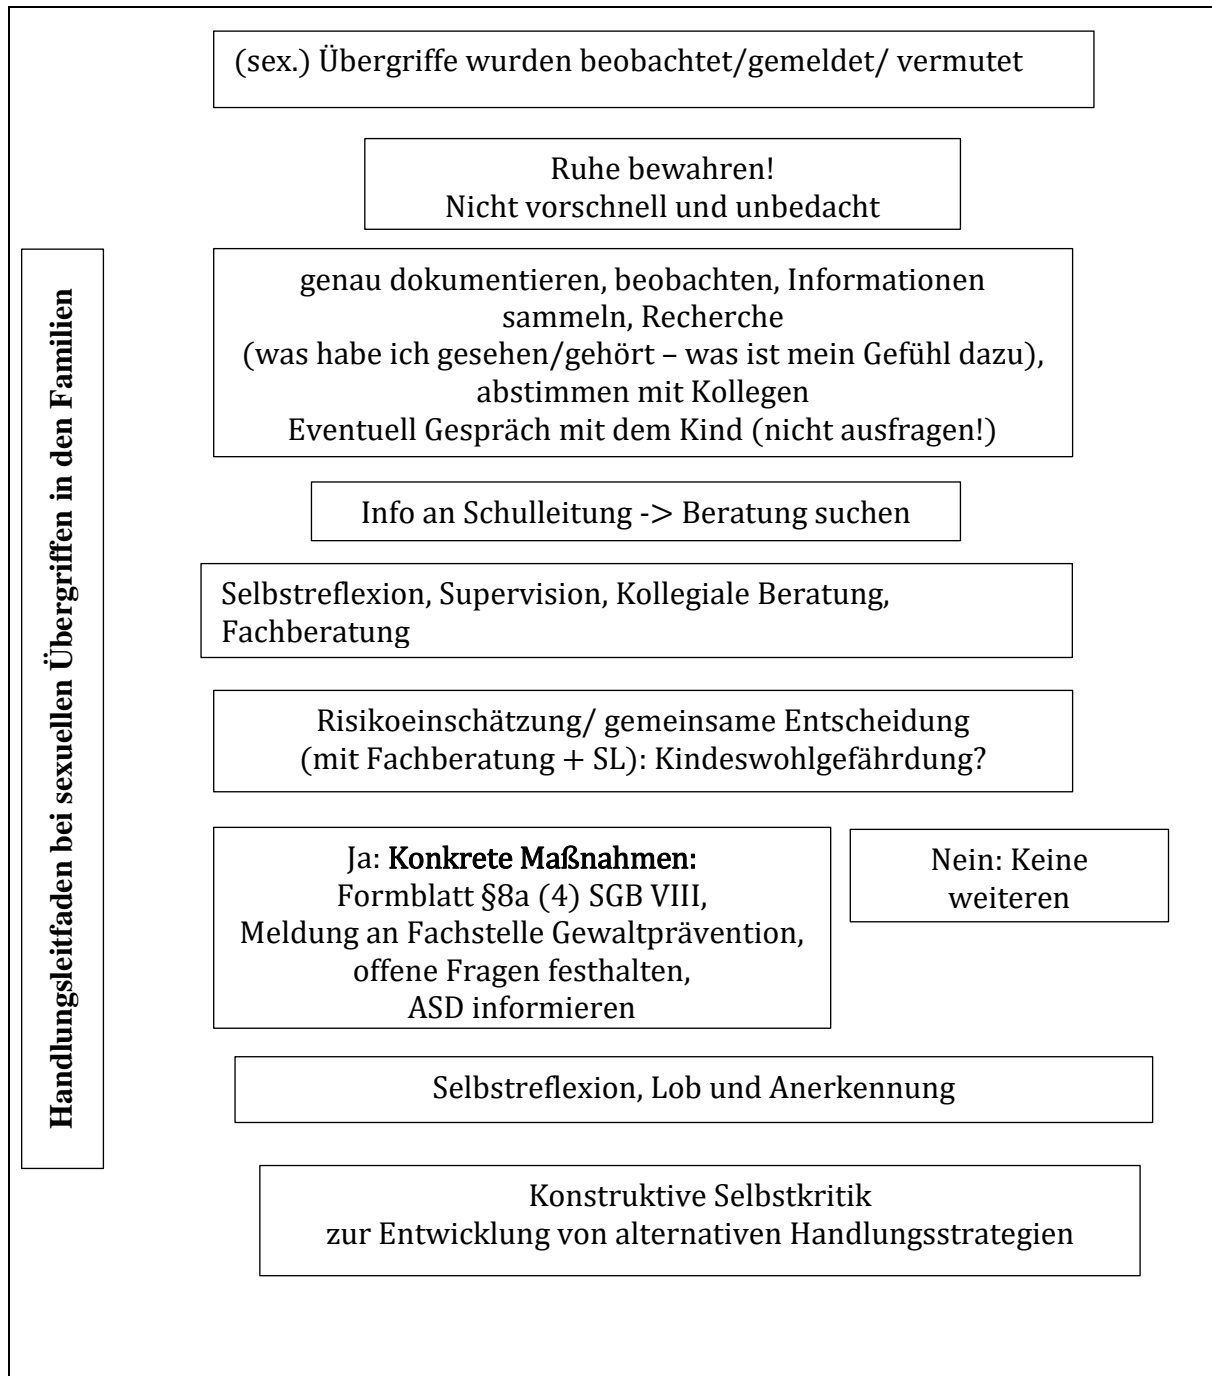 (sex.) Übergriffe wurden beobachtet/gemeldet/ vermutet
Ruhe bewahren!
Nicht vorschnell und unbedacht
Handlungsleitfaden bei sexuellen Übergriffen in den Familien
genau dokumentieren, beobachten, Informationen
sammeln, Recherche
(was habe ich gesehen/gehört – was ist mein Gefühl dazu),
abstimmen mit Kollegen
Eventuell Gespräch mit dem Kind (nicht ausfragen!)
Info an Schulleitung -> Beratung suchen
Selbstreflexion, Supervision, Kollegiale Beratung,
Fachberatung
Risikoeinschätzung/ gemeinsame Entscheidung
(mit Fachberatung + SL): Kindeswohlgefährdung?
Ja: Konkrete Maßnahmen:
Formblatt §8a (4) SGB VIII,
Meldung an Fachstelle Gewaltprävention,
offene Fragen festhalten,
ASD informieren
Nein: Keine
weiteren
Selbstreflexion, Lob und Anerkennung
Konstruktive Selbstkritik
zur Entwicklung von alternativen Handlungsstrategien